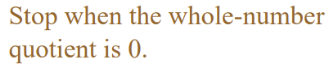 Stop when the whole-number
quotient is 0.